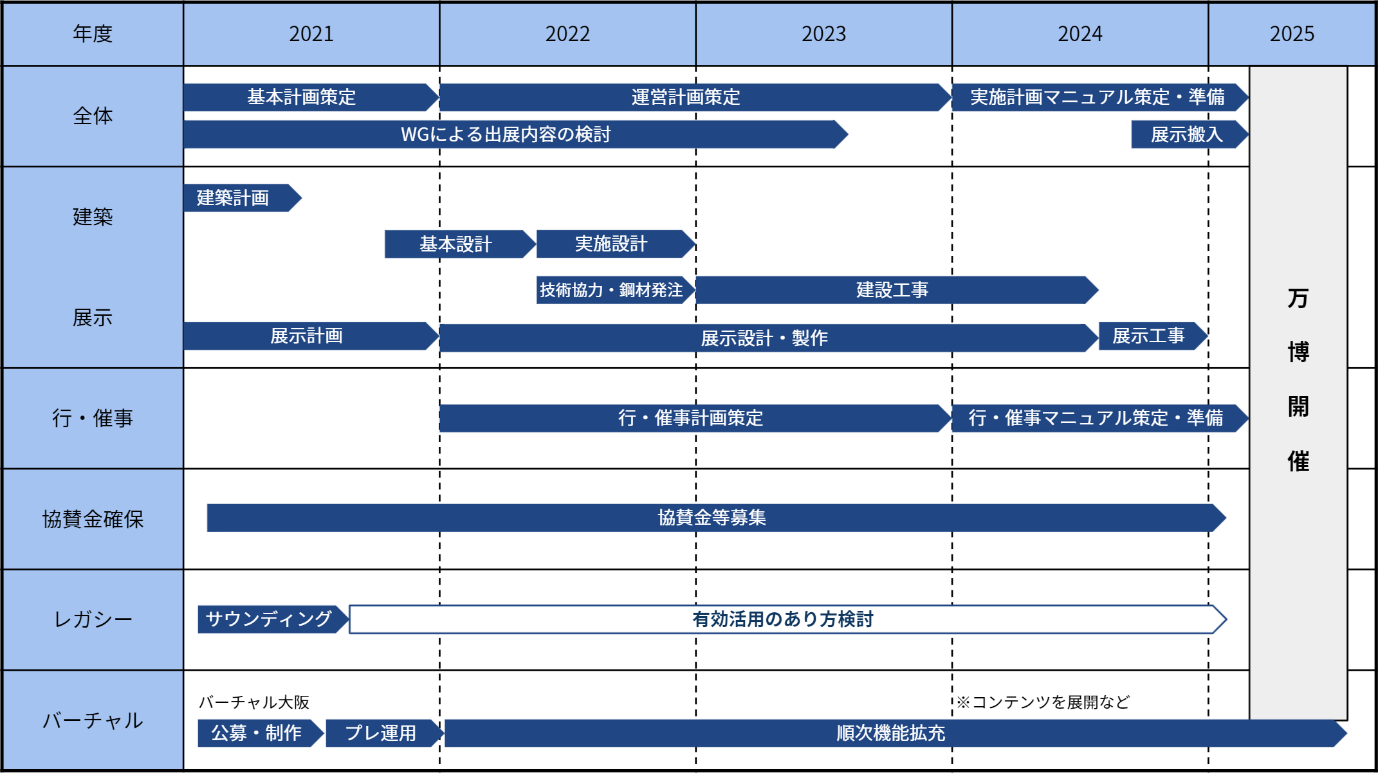 年度 2021 2022 2023 2024 2025
全体
基本計画策定 運営計画策定 実施計画マニュアル策定・準備
WGによる出展内容の検討 展示搬入
建築
建築計画
基本設計 実施設計
技術協力・鋼材発注 建設工事
展示
展示計画 展示設計・製作 展示工事
行・催事
行・催事計画策定 行・催事マニュアル策定・準備
協賛金確保
協賛金等募集
レガシー
サウンディング 有効活用のあり方検討
バーチャル
バーチャル大阪 ※コンテンツを展開など
公募・制作 プレ運用 順次機能拡充
万博開催